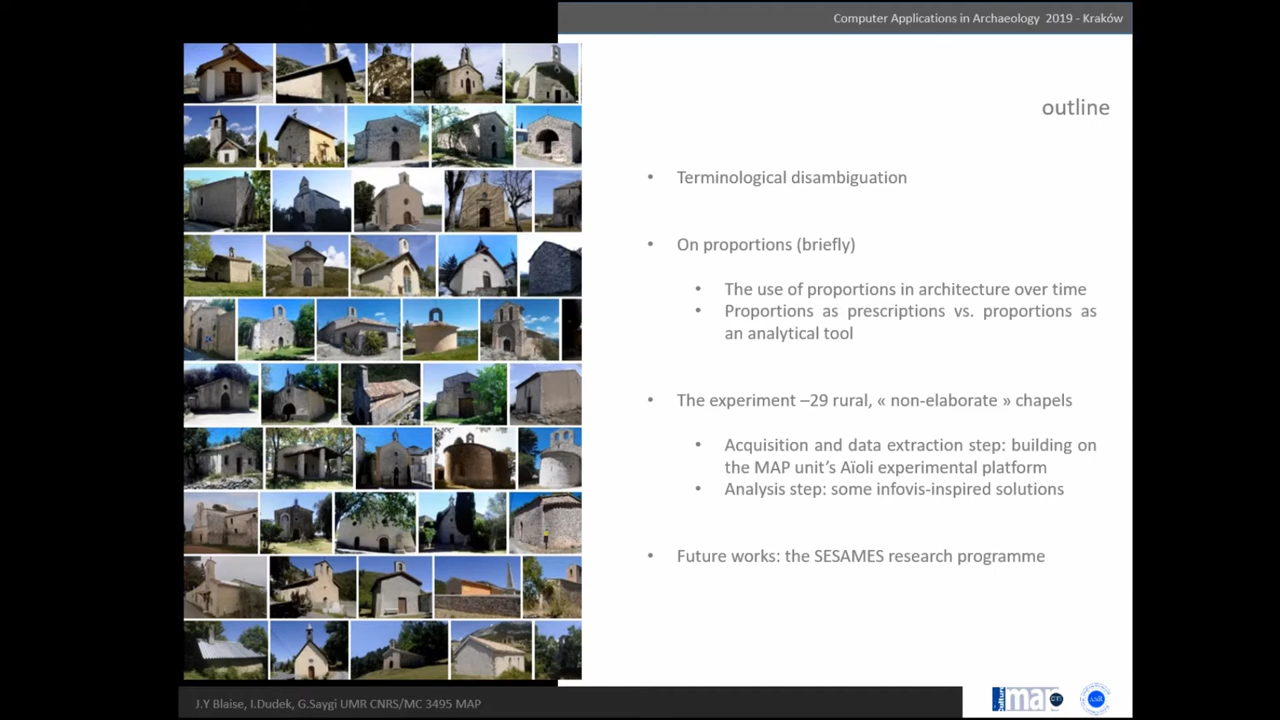 Computer Applications in Archaeology 2019 - Kraków
outline
• Terminological disambiguation
• On proportions (briefly)
• The use of proportions in architecture over time
• Proportions as prescriptions vs. proportions as
an analytical tool
• The experiment –29 rural, « non-elaborate » chapels
• Acquisition and data extraction step: building on
the MAP unit's Aïoli experimental platform
• Analysis step: some infovis-inspired solutions
• Future works: the SESAMES research programme
J.Y Blaise, I.Dudek, G.Saygi UMR CNRS/MC 3495 MAP
map